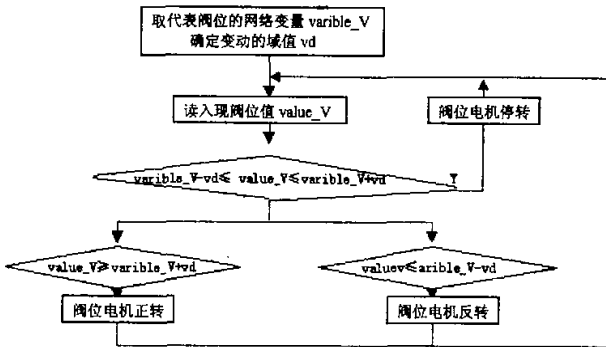 取代表阀位的网络变量 varible_V
确定变动的域值 vd
读入现阀位值 value_V
阀位电机停转
varible_V-vd≤ value_V≤varible_V+vd
Y
value_V≥varible_V+vd
valuev≤arible_V-vd
阀位电机正转
阀位电机反转